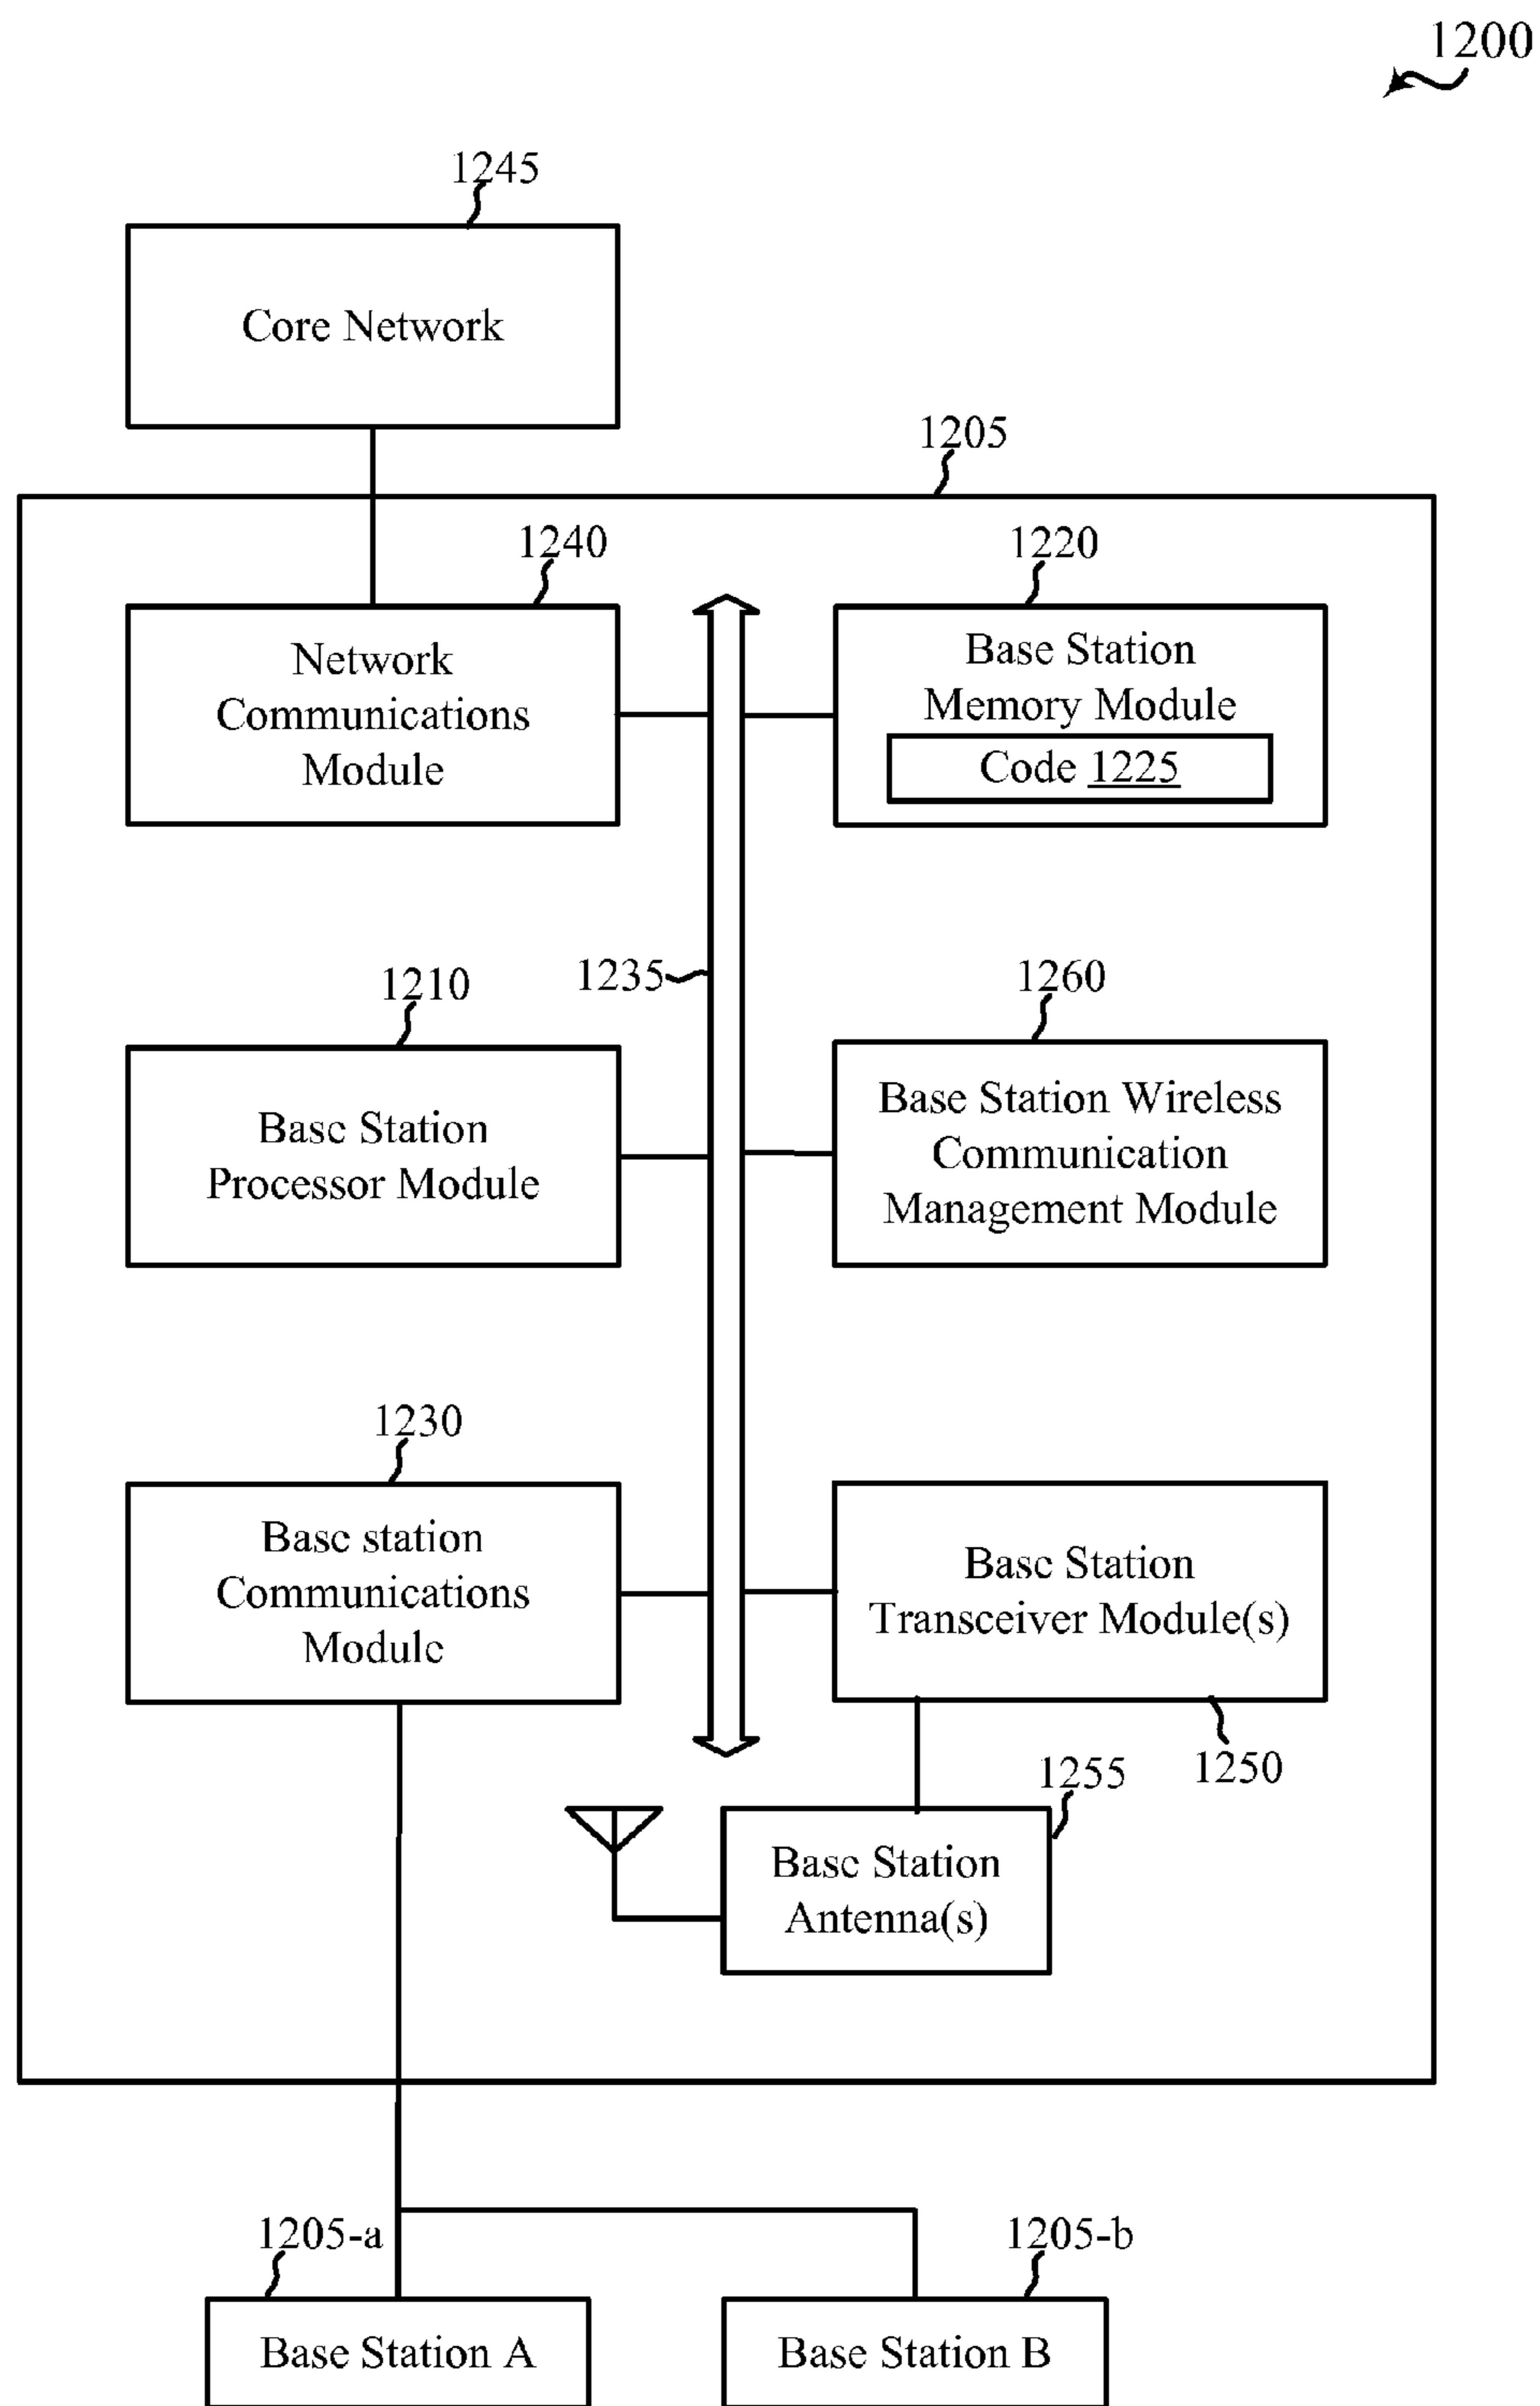 1200
1245
Core Network
1205
1240
1220
Network
Communications
Module
Base Station
Memory Module
Code 1225
1235
1210
1260
Base Station
Processor Module
Base Station Wireless
Communication
Management Module
1230
Base station
Communications
Module
Base Station
Transceiver Module(s)
1250
1255
Base Station
Antenna(s)
1205-a
1205-b
Base Station A
Base Station B